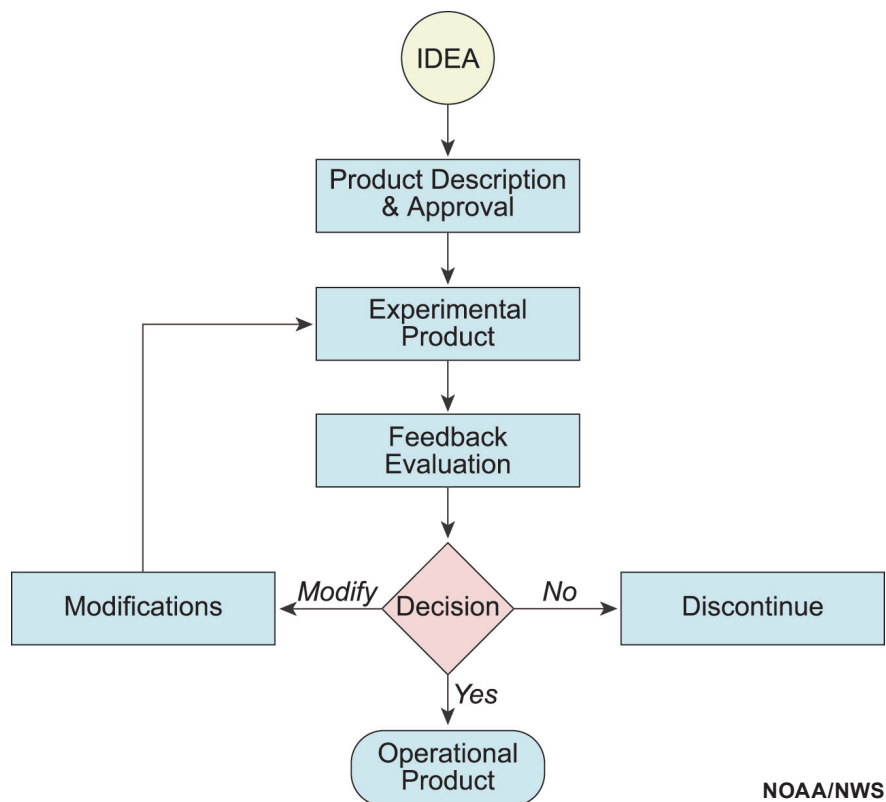 IDEA
Product Description
& Approval
Experimental
Product
Feedback
Evaluation
Modifications
Modify
Decision
No
Discontinue
Yes
Operational
Product
NOAA/NWS